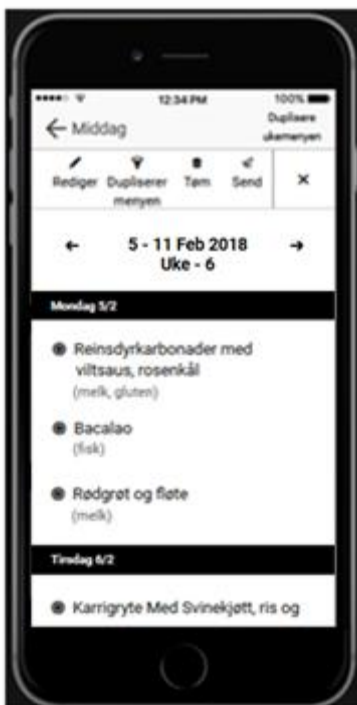 12:34 PM
100%
← Middag
Duplisere
ukemenyen
Rediger
Dupliserer
menyen
Tøm
Send
×
← 5 - 11 Feb 2018 →
Uke - 6
Mondag 5/2
Reinsdyrkarbonader med
viltsaus, rosenkål
(melk, gluten)
Bacalao
(fisk)
Rødgrøt og fløte
(melk)
Tirsdag 6/2
Karrigryte Med Svinekjøtt, ris og